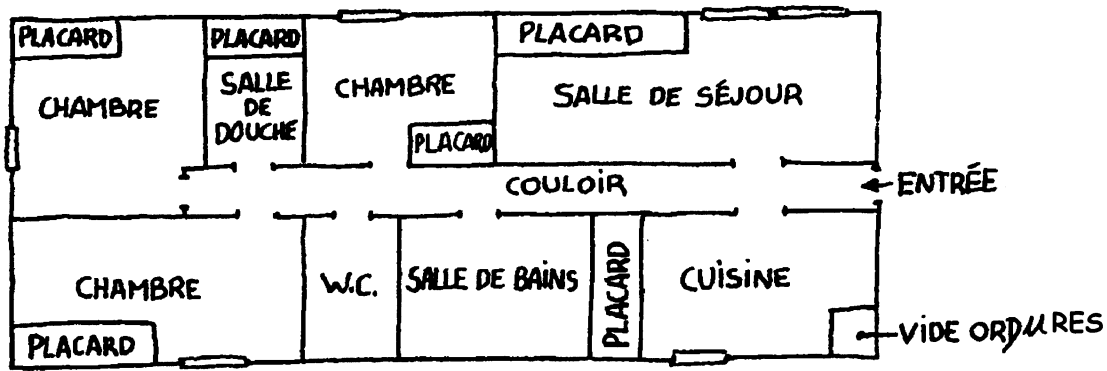 PLACARD
PLACARD
PLACARD
CHAMBRE
SALLE
DE
DOUCHE
CHAMBRE
SALLE DE SÉJOUR
PLACARD
COULOIR
ENTRÉE
CHAMBRE
W.C.
SALLE DE BAINS
PLACARD
CUISINE
PLACARD
VIDE ORDURES